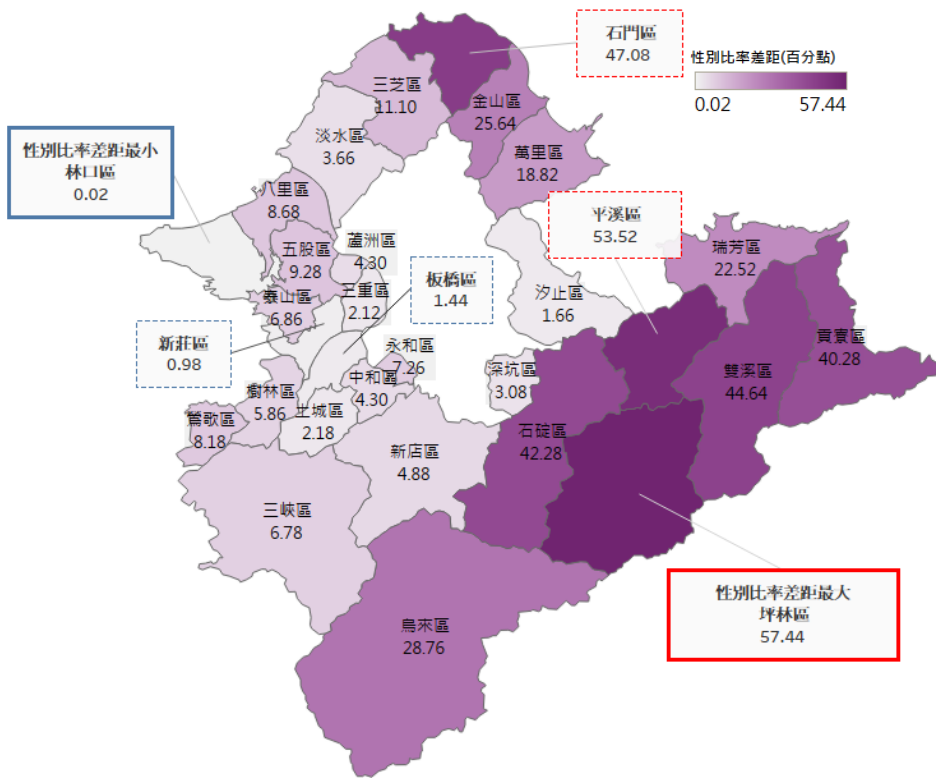 石門區
47.08
性別比率差距(百分點)
0.02
57.44
三芝區
11.10
金山區
25.64
淡水區
3.66
萬里區
18.82
性別比率差距最小
林口區
0.02
八里區
8.68
平溪區
53.52
五股區
9.28
蘆洲區
4.30
瑞芳區
22.52
板橋區
1.44
泰山區
6.86
三重區
2.12
汐止區
1.66
貢寮區
40.28
新莊區
0.98
永和區
7.26
深坑區
3.08
雙溪區
44.64
中和區
4.30
樹林區
5.86
土城區
2.18
鶯歌區
8.18
石碇區
42.28
新店區
4.88
三峽區
6.78
性別比率差距最大
坪林區
57.44
烏來區
28.76